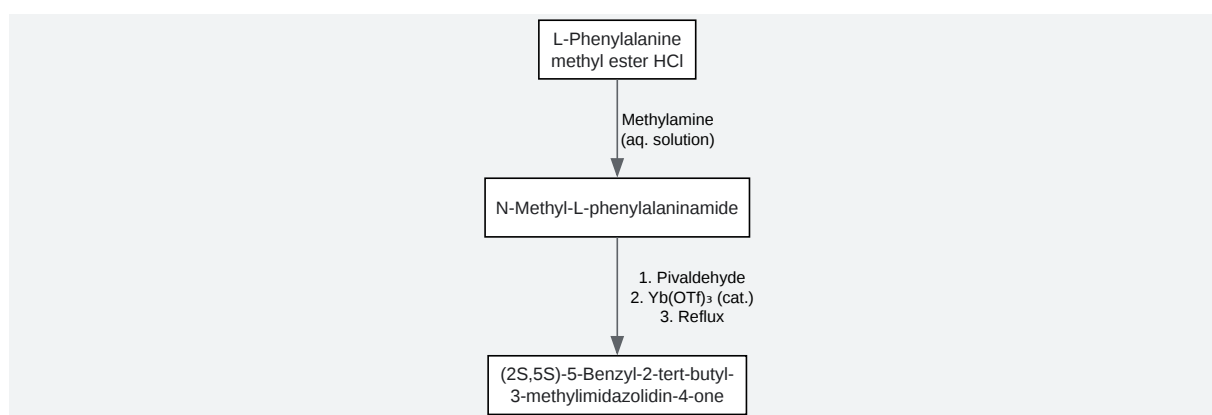 L-Phenylalanine
methyl ester HCl
Methylamine
(aq. solution)
N-Methyl-L-phenylalaninamide
1. Pivaldehyde
2. Yb(OTf)₃ (cat.)
3. Reflux
(2S,5S)-5-Benzyl-2-tert-butyl-
3-methylimidazolidin-4-one